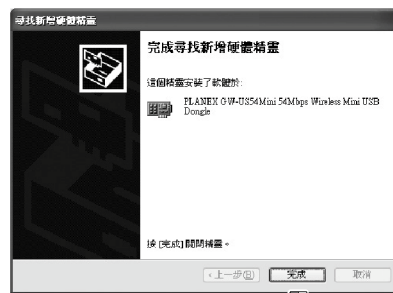 尋找新增硬體精靈
完成尋找新增硬體精靈
這個精靈安裝了軟體於:
PLANEX GW-US54Mini 54Mbps Wireless Mini USB
Dongle
按 [完成] 關閉精靈。
<上一步(B)
完成
取消